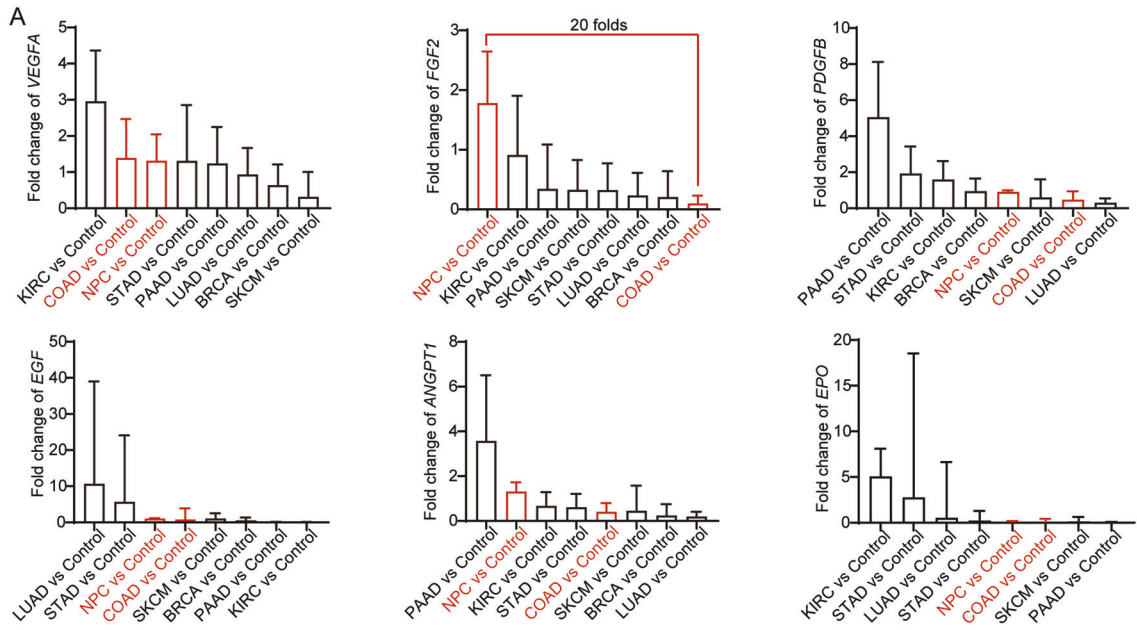 A
Fold change of VEGFA
5
4
3
2
1
0
KIRC vs Control
COAD vs Control
NPC vs Control
STAD vs Control
PAAD vs Control
LUAD vs Control
BRCA vs Control
SKCM vs Control
Fold change of FGF2
3
2
1
0
20 folds
NPC vs Control
KIRC vs Control
PAAD vs Control
SKCM vs Control
STAD vs Control
LUAD vs Control
BRCA vs Control
COAD vs Control
Fold change of PDGFB
10
8
6
4
2
0
PAAD vs Control
STAD vs Control
KIRC vs Control
BRCA vs Control
NPC vs Control
SKCM vs Control
COAD vs Control
LUAD vs Control
Fold change of EGF
50
40
30
20
10
0
LUAD vs Control
STAD vs Control
NPC vs Control
COAD vs Control
SKCM vs Control
BRCA vs Control
PAAD vs Control
KIRC vs Control
Fold change of ANGPT1
8
6
4
2
0
PAAD vs Control
NPC vs Control
KIRC vs Control
STAD vs Control
COAD vs Control
SKCM vs Control
BRCA vs Control
LUAD vs Control
Fold change of EPO
20
15
10
5
0
KIRC vs Control
STAD vs Control
LUAD vs Control
STAD vs Control
NPC vs Control
COAD vs Control
SKCM vs Control
PAAD vs Control